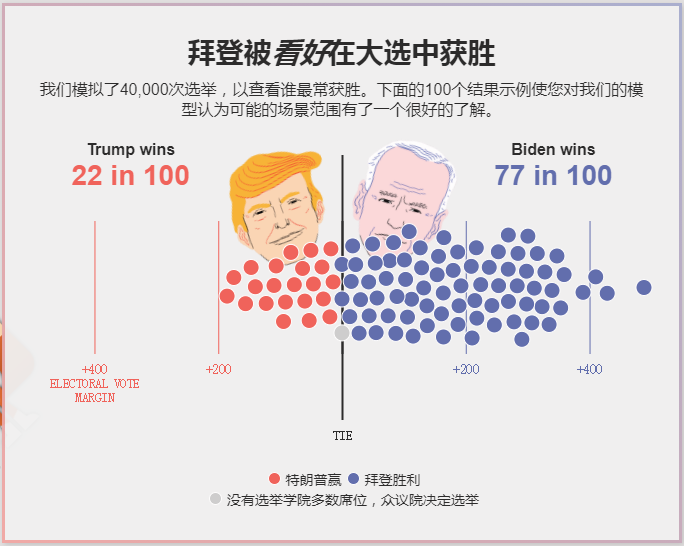 拜登被看好在大选中获胜
我们模拟了40,000次选举，以查看谁最常获胜。下面的100个结果示例使您对我们的模
型认为可能的场景范围有了一个很好的了解。
Trump wins
22 in 100
Biden wins
77 in 100
+400
ELECTORAL VOTE
MARGIN
+200
+200
+400
TIE
特朗普赢 拜登胜利
没有选举学院多数席位，众议院决定选举